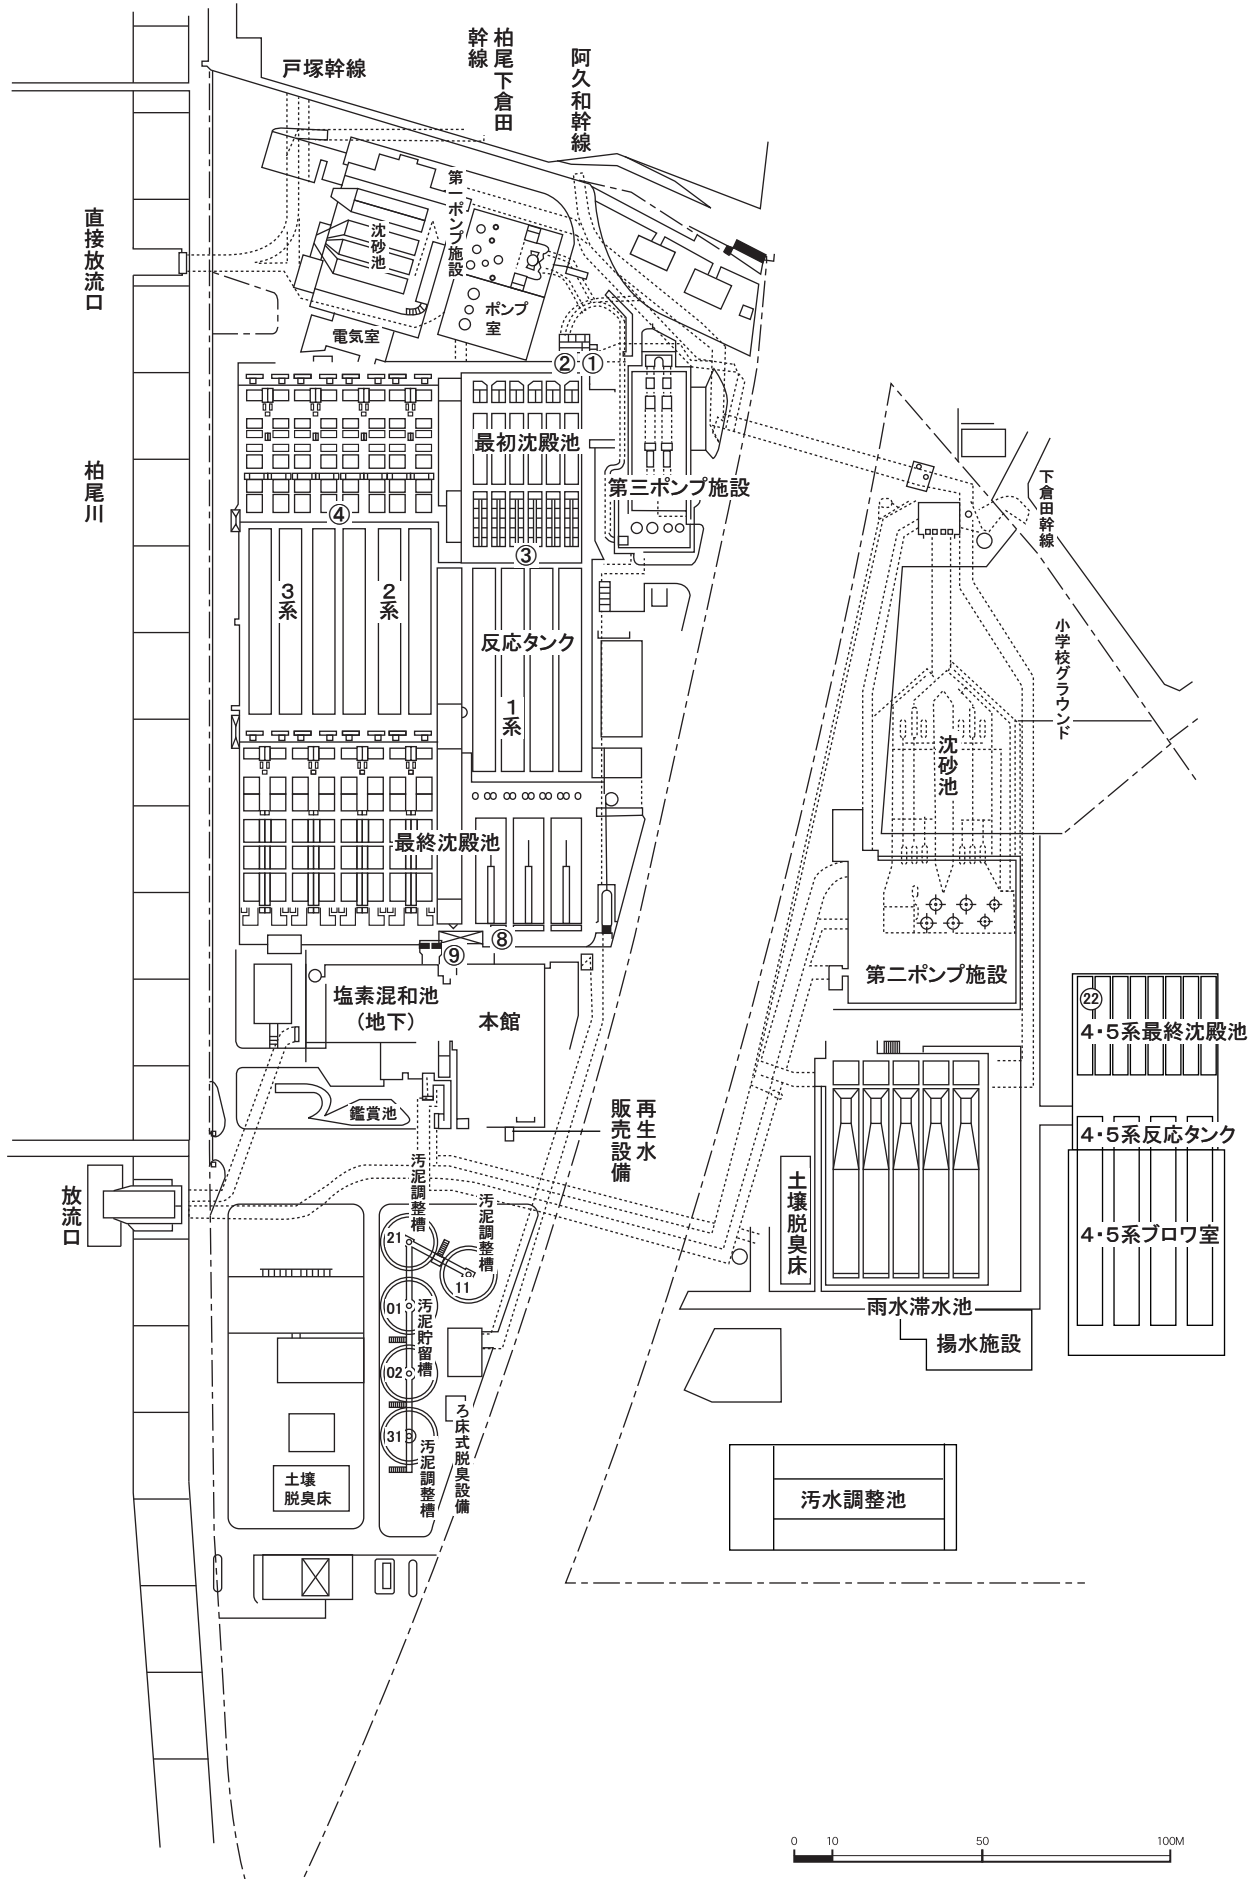 戸塚幹線
柏尾下倉田
幹線
阿久和幹線
直接放流口
第一ポンプ施設
沈砂池
ポンプ
室
電気室
②
①
最初沈殿池
第三ポンプ施設
柏尾川
④
③
下倉田幹線
3系
2系
反応タンク
1系
小学校グラウンド
沈砂池
最終沈殿池
⑧
⑨
第二ポンプ施設
塩素混和池
(地下)
本館
22
4・5系最終沈殿池
鑑賞池
再生水
販売設備
4・5系反応タンク
放流口
汚泥調整槽
汚泥調整槽
土壌脱臭床
4・5系ブロワ室
21
11
01
汚泥貯留槽
雨水滞水池
揚水施設
02
31
汚泥調整槽
ろ床式脱臭設備
土壌
脱臭床
汚水調整池
0 10 50 100M